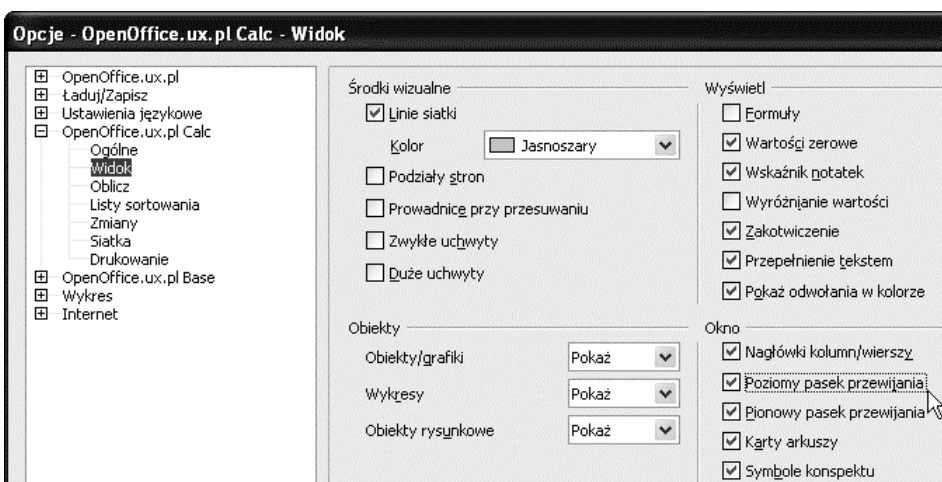 Opcje - OpenOffice.ux.pl Calc - Widok
OpenOffice.ux.pl
Ładuj/Zapisz
Ustawienia językowe
OpenOffice.ux.pl Calc
Ogólne
Widok
Oblicz
Listy sortowania
Zmiany
Siatka
Drukowanie
OpenOffice.ux.pl Base
Wykres
Internet
Środki wizualne
Linie siatki
Kolor Jasnoszary
Podziały stron
Prowadnice przy przesuwaniu
Zwykłe uchwyty
Duże uchwyty
Obiekty
Obiekty/grafiki Pokaż
Wykresy Pokaż
Obiekty rysunkowe Pokaż
Wyświetl
Formuły
Wartości zerowe
Wskaźnik notatek
Wyróżnianie wartości
Zakotwiczenie
Przepełnienie tekstem
Pokaż odwołania w kolorze
Okno
Nagłówki kolumn/wierszy
Poziomy pasek przewijania
Pionowy pasek przewijania
Karty arkuszy
Symbole konspektu